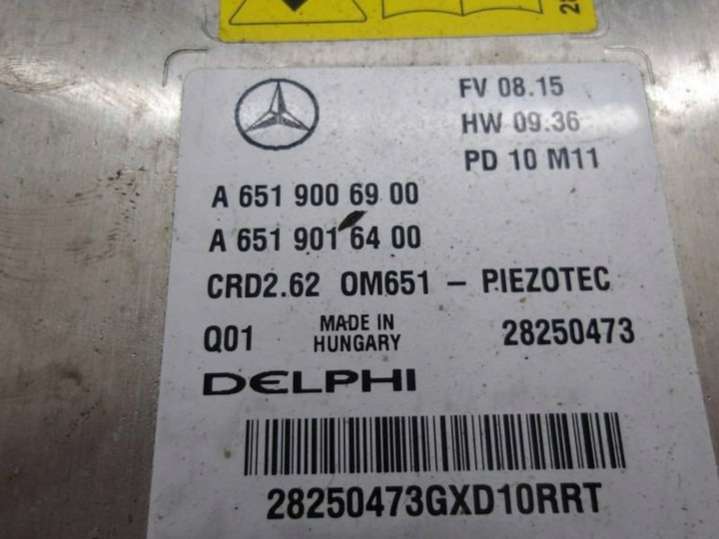 FV 08.15
HW 09.36
PD 10 M11
A 651 900 69 00
A 651 901 64 00
CRD2.62 OM651 - PIEZOTEC
Q01 MADE IN HUNGARY 28250473
DELPHI
28250473GXD10RRT